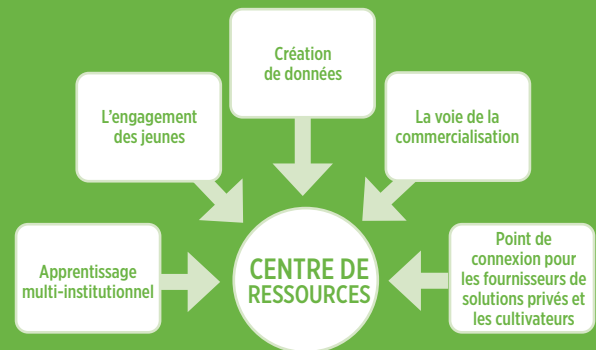 Création
de données
L'engagement
des jeunes
La voie de la
commercialisation
Apprentissage
multi-institutionnel
CENTRE DE
RESSOURCES
Point de
connexion pour
les fournisseurs de
solutions privés et
les cultivateurs